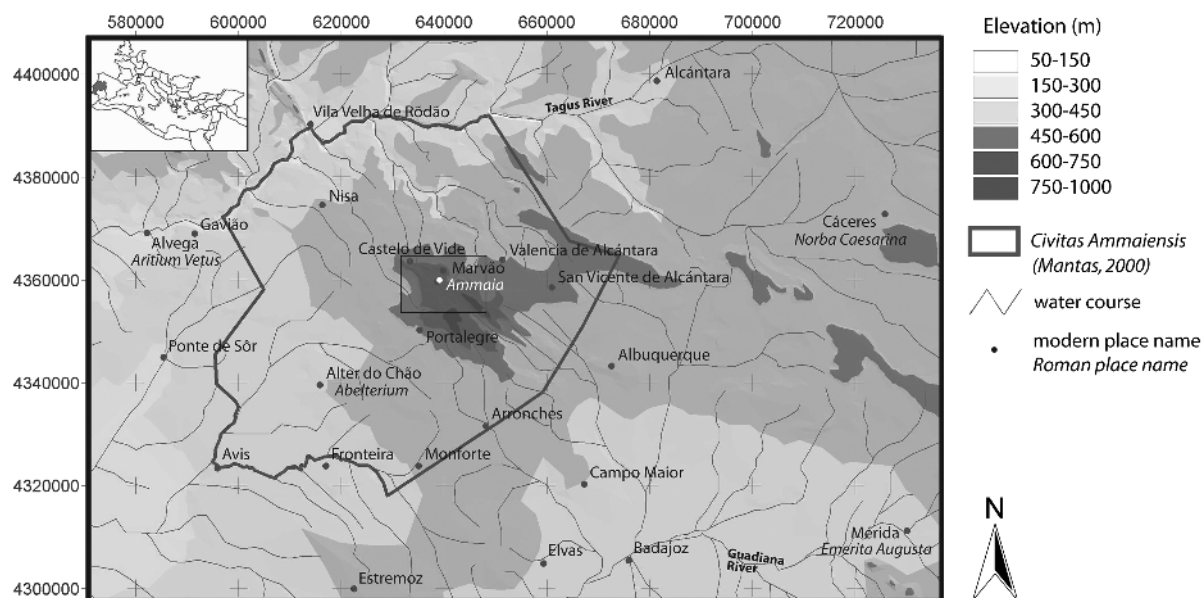 580000 600000 620000 640000 660000 680000 700000 720000
4400000
4380000
4360000
4340000
4320000
4300000
Alcántara
Tagus River
Vila Velha de Ródão
Nisa
Gavião
Alvega
Aritium Vetus
Cáceres
Norba Caesarina
Castelo de Vide
Valencia de Alcántara
Marvão
Ammaia
San Vicente de Alcántara
Portalegre
Ponte de Sôr
Albuquerque
Alter do Chão
Abelterium
Arronches
Avis
Fronteira
Monforte
Campo Maior
Mérida
Emerita Augusta
Elvas
Badajoz
Guadiana
River
Estremoz
Elevation (m)
50-150
150-300
300-450
450-600
600-750
750-1000
Civitas Ammaiensis
(Mantas, 2000)
water course
modern place name
Roman place name
N